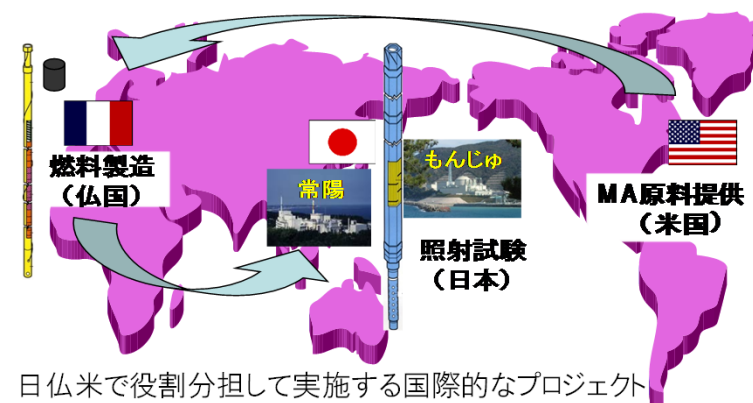 燃料製造
（仏国）
常陽
もんじゅ
照射試験
（日本）
MA原料提供
（米国）
日仏米で役割分担して実施する国際的なプロジェクト